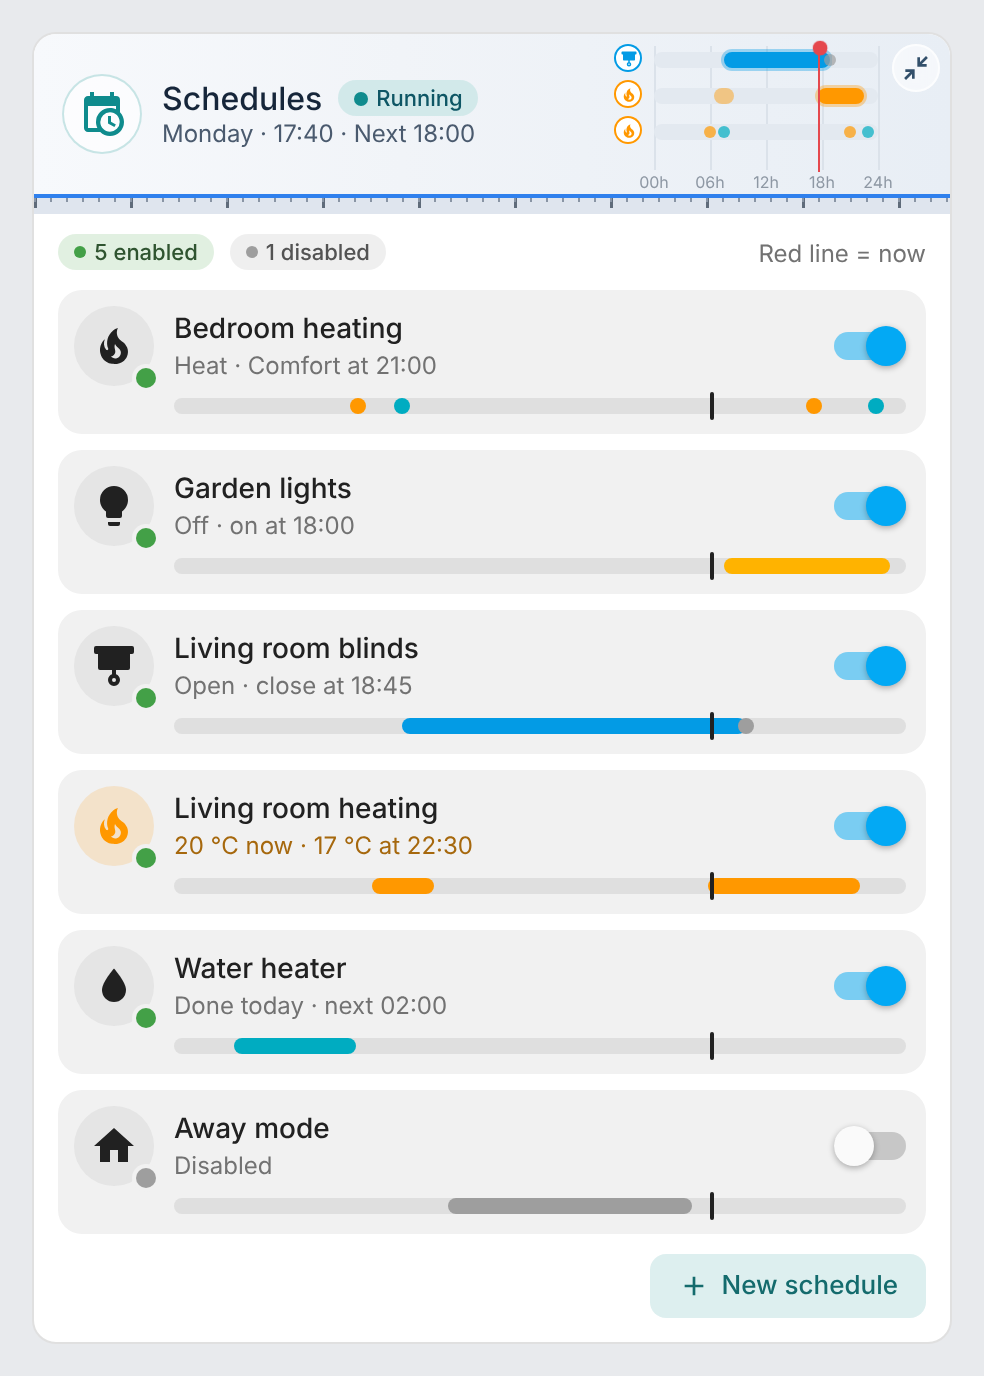 Schedules
Running
Monday · 17:40 · Next 18:00
00h 06h 12h 18h 24h
5 enabled
1 disabled
Red line = now
Bedroom heating
Heat · Comfort at 21:00
Garden lights
Off · on at 18:00
Living room blinds
Open · close at 18:45
Living room heating
20 °C now · 17 °C at 22:30
Water heater
Done today · next 02:00
Away mode
Disabled
+ New schedule